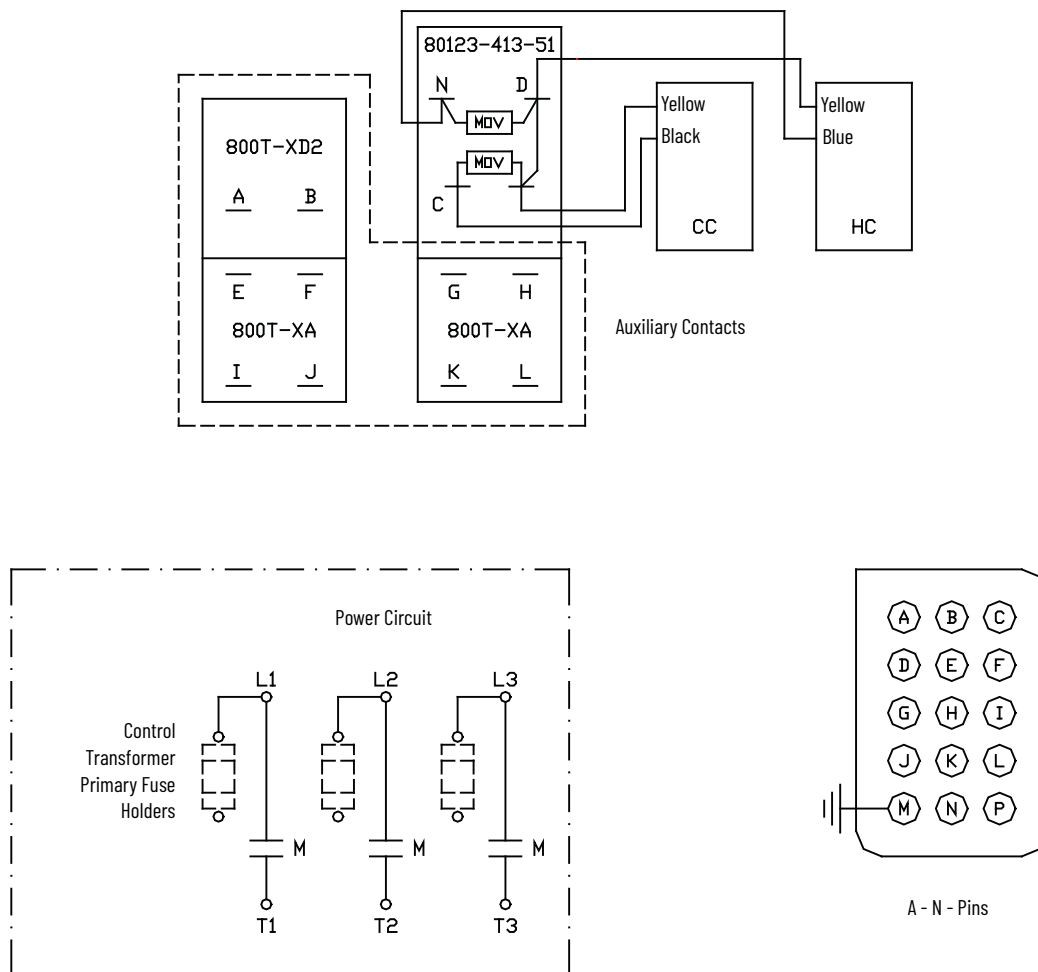 80123-413-51
N D
MOV
MOV
C
Yellow
Black
CC
Yellow
Blue
HC
800T-XD2
A B
E F
800T-XA
I J
G H
800T-XA
K L
Auxiliary Contacts
Power Circuit
L1 L2 L3
Control
Transformer
Primary Fuse
Holders
M M M
T1 T2 T3
A B C
D E F
G H I
J K L
M N P
A - N - Pins